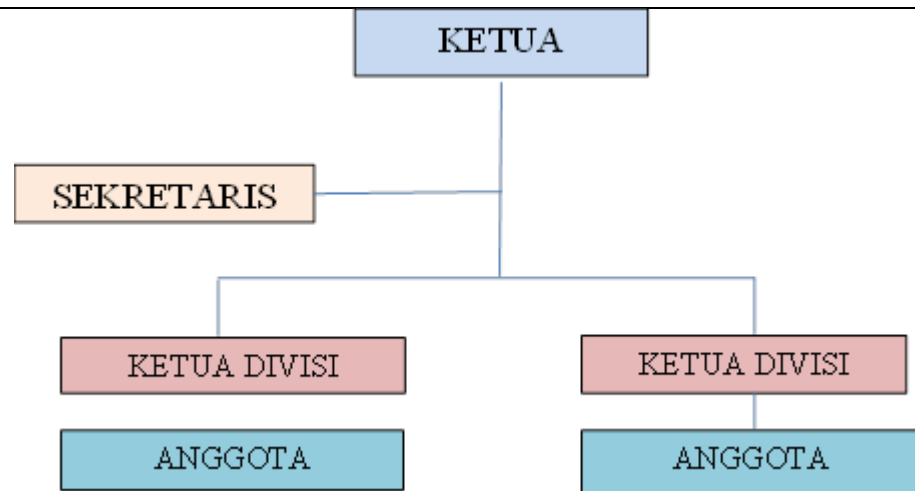 KETUA
SEKRETARIS
KETUA DIVISI
KETUA DIVISI
ANGGOTA
ANGGOTA